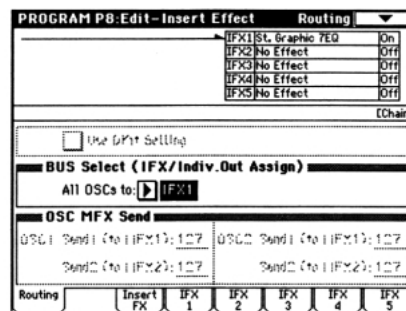 PROGRAM P8:Edit-Insert Effect Routing
IFX1 St. Graphic 7EQ On
IFX2 No Effect Off
IFX3 No Effect Off
IFX4 No Effect Off
IFX5 No Effect Off
[Chain
Use DKit Setting
BUS Select (IFX/Indiv.Out Assign)
All OSCs to: IFX1
OSC MFX Send
OSC1 Send1 (to MFX1): 127 OSC2 Send1 (to MFX1): 127
Send2 (to MFX2): 127 Send2 (to MFX2): 127
Routing Insert FX IFX 1 IFX 2 IFX 3 IFX 4 IFX 5